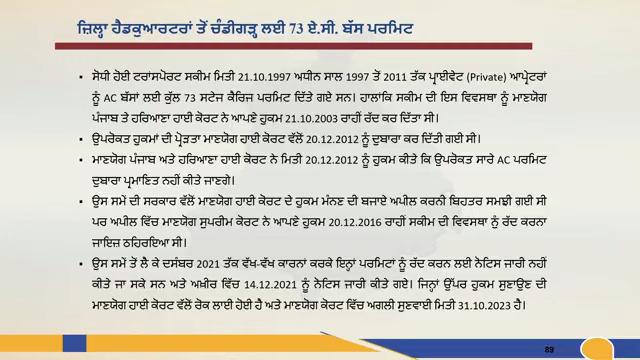 ਜ਼ਿਲ੍ਹਾ ਹੈਡਕੁਆਰਟਰਾਂ ਤੋਂ ਚੰਡੀਗੜ੍ਹ ਲਈ 73 ਏ.ਸੀ. ਬੱਸ ਪਰਮਿਟ
• ਸੋਧੀ ਹੋਈ ਟਰਾਂਸਪੋਰਟ ਸਕੀਮ ਮਿਤੀ 21.10.1997 ਅਧੀਨ ਸਾਲ 1997 ਤੋਂ 2011 ਤੱਕ ਪ੍ਰਾਈਵੇਟ (Private) ਆਪ੍ਰੇਟਰਾਂ
ਨੂੰ AC ਬੱਸਾਂ ਲਈ ਕੁੱਲ 73 ਸਟੇਜ ਕੈਰਿਜ ਪਰਮਿਟ ਦਿੱਤੇ ਗਏ ਸਨ। ਹਾਲਾਂਕਿ ਸਕੀਮ ਦੀ ਇਸ ਵਿਵਸਥਾ ਨੂੰ ਮਾਣਯੋਗ
ਪੰਜਾਬ ਤੇ ਹਰਿਆਣਾ ਹਾਈ ਕੋਰਟ ਨੇ ਆਪਣੇ ਹੁਕਮ 21.10.2003 ਰਾਹੀਂ ਰੱਦ ਕਰ ਦਿੱਤਾ ਸੀ।
• ਉਪਰੋਕਤ ਹੁਕਮਾਂ ਦੀ ਪ੍ਰੋੜਤਾ ਮਾਣਯੋਗ ਹਾਈ ਕੋਰਟ ਵੱਲੋਂ 20.12.2012 ਨੂੰ ਦੁਬਾਰਾ ਕਰ ਦਿੱਤੀ ਗਈ ਸੀ।
• ਮਾਣਯੋਗ ਪੰਜਾਬ ਅਤੇ ਹਰਿਆਣਾ ਹਾਈ ਕੋਰਟ ਨੇ ਮਿਤੀ 20.12.2012 ਨੂੰ ਹੁਕਮ ਕੀਤੇ ਕਿ ਉਪਰੋਕਤ ਸਾਰੇ AC ਪਰਮਿਟ
ਦੁਬਾਰਾ ਪ੍ਰਮਾਣਿਤ ਨਹੀਂ ਕੀਤੇ ਜਾਣਗੇ।
• ਉਸ ਸਮੇਂ ਦੀ ਸਰਕਾਰ ਵੱਲੋਂ ਮਾਣਯੋਗ ਹਾਈ ਕੋਰਟ ਦੇ ਹੁਕਮ ਮੰਨਣ ਦੀ ਬਜਾਏ ਅਪੀਲ ਕਰਨੀ ਬਿਹਤਰ ਸਮਝੀ ਗਈ ਸੀ
ਪਰ ਅਪੀਲ ਵਿੱਚ ਮਾਣਯੋਗ ਸੁਪਰੀਮ ਕੋਰਟ ਨੇ ਆਪਣੇ ਹੁਕਮ 20.12.2016 ਰਾਹੀਂ ਸਕੀਮ ਦੀ ਵਿਵਸਥਾ ਨੂੰ ਰੱਦ ਕਰਨਾ
ਜਾਇਜ਼ ਠਹਿਰਇਆ ਸੀ।
• ਉਸ ਸਮੇਂ ਤੋਂ ਲੈ ਕੇ ਦਸੰਬਰ 2021 ਤੱਕ ਵੱਖ-ਵੱਖ ਕਾਰਨਾਂ ਕਰਕੇ ਇਨ੍ਹਾਂ ਪਰਮਿਟਾਂ ਨੂੰ ਰੱਦ ਕਰਨ ਲਈ ਨੋਟਿਸ ਜਾਰੀ ਨਹੀਂ
ਕੀਤੇ ਜਾ ਸਕੇ ਸਨ ਅਤੇ ਅਖ਼ੀਰ ਵਿੱਚ 14.12.2021 ਨੂੰ ਨੋਟਿਸ ਜਾਰੀ ਕੀਤੇ ਗਏ। ਜਿਨ੍ਹਾਂ ਉੱਪਰ ਹੁਕਮ ਸੁਣਾਉਣ ਦੀ
ਮਾਣਯੋਗ ਹਾਈ ਕੋਰਟ ਵੱਲੋਂ ਰੋਕ ਲਾਈ ਹੋਈ ਹੈ ਅਤੇ ਮਾਣਯੋਗ ਕੋਰਟ ਵਿੱਚ ਅਗਲੀ ਸੁਣਵਾਈ ਮਿਤੀ 31.10.2023 ਹੈ।
89